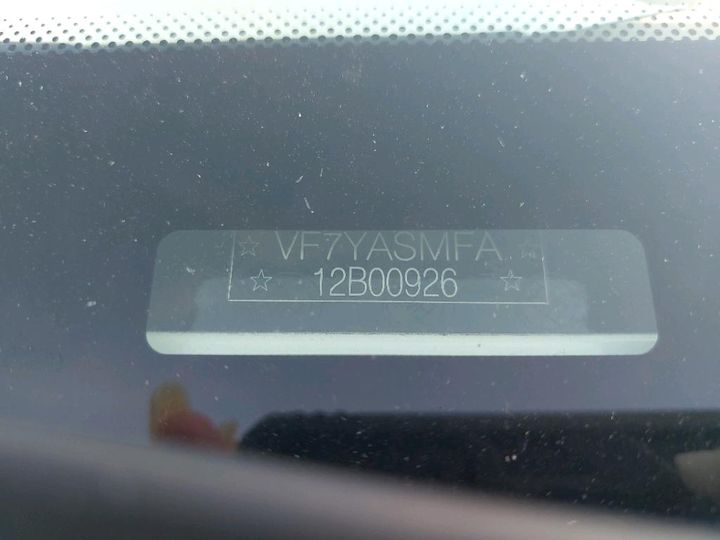 ☆ VF7YASMFA ☆
☆ 12B00926 ☆